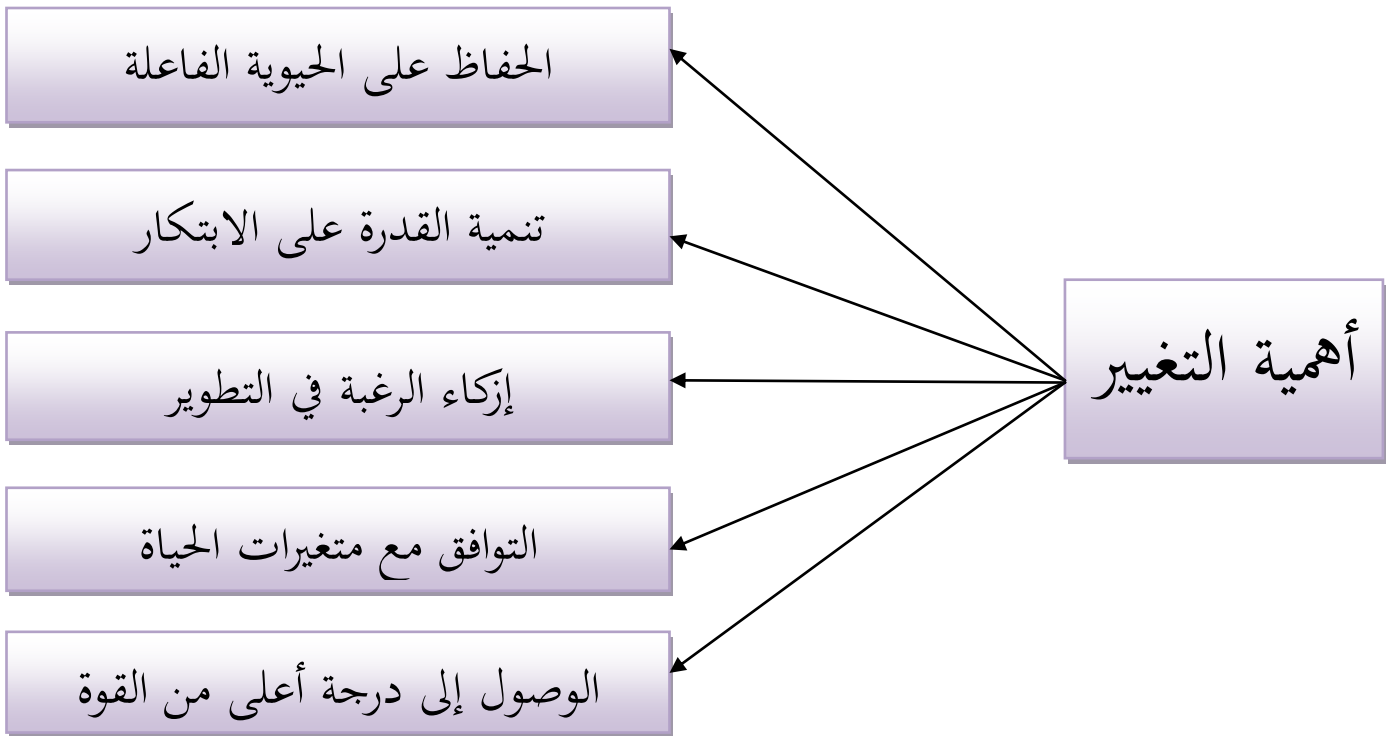 أهمية التغيير
الحفاظ على الحيوية الفاعلة
تنمية القدرة على الابتكار
إزكاء الرغبة في التطوير
التوافق مع متغيرات الحياة
الوصول إلى درجة أعلى من القوة